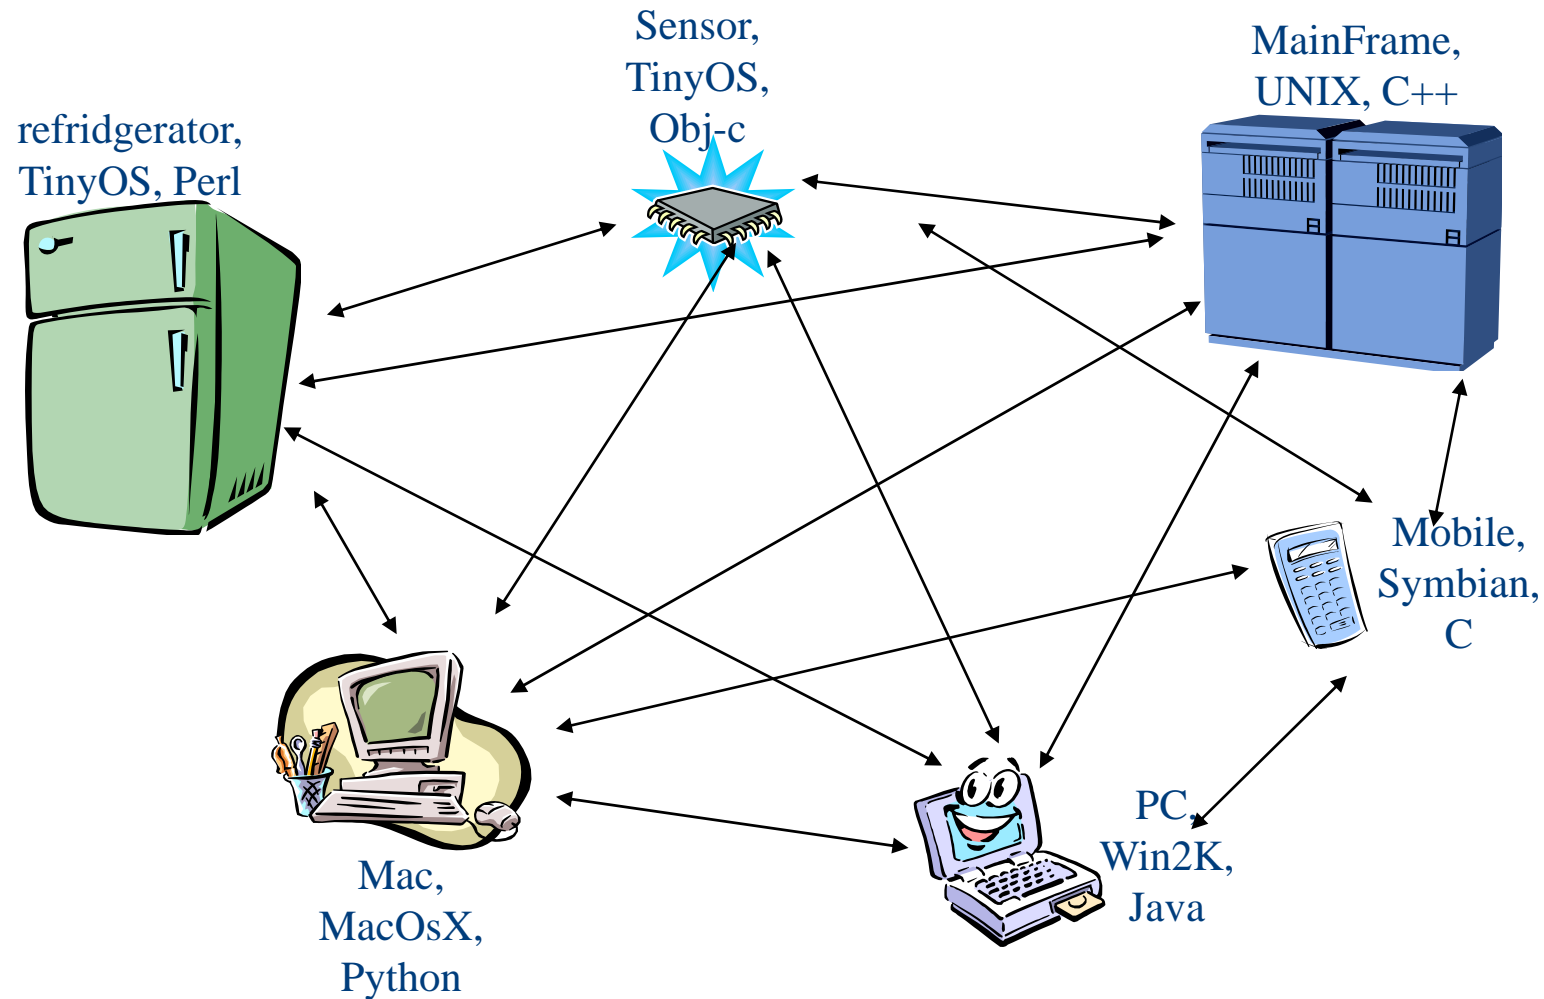 Sensor,
TinyOS,
Obj-c
MainFrame,
UNIX, C++
refridgerator,
TinyOS, Perl
Mobile,
Symbian,
C
PC,
Win2K,
Java
Mac,
MacOsX,
Python